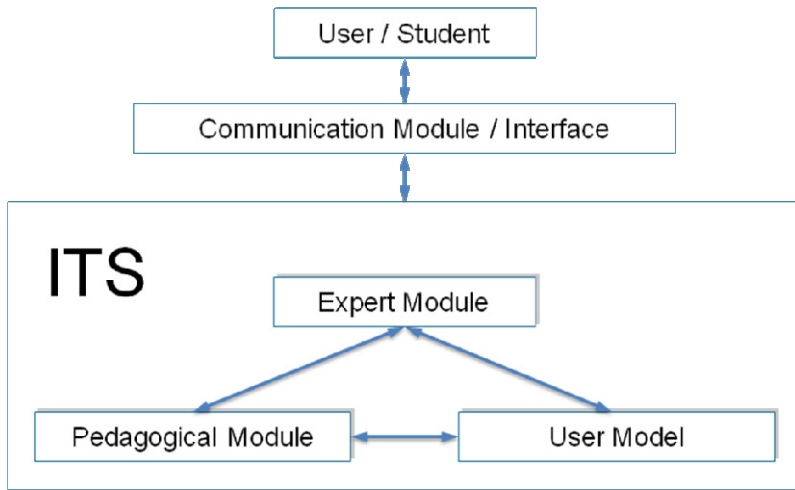 User / Student
Communication Module / Interface
ITS
Expert Module
Pedagogical Module
User Model